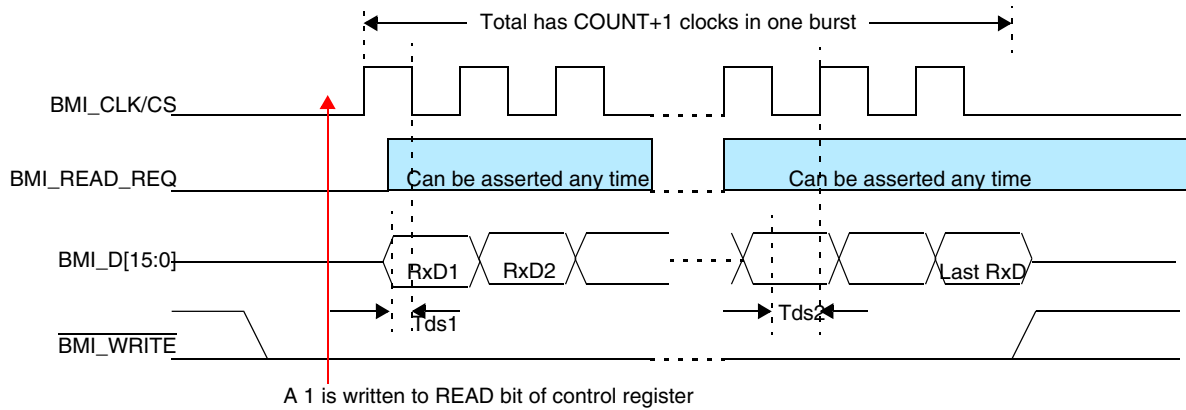 Total has COUNT+1 clocks in one burst
BMI_CLK/CS
BMI_READ_REQ
Can be asserted any time
Can be asserted any time
BMI_D[15:0]
RxD1
RxD2
Last RxD
Tds1
Tds2
BMI_WRITE
A 1 is written to READ bit of control register